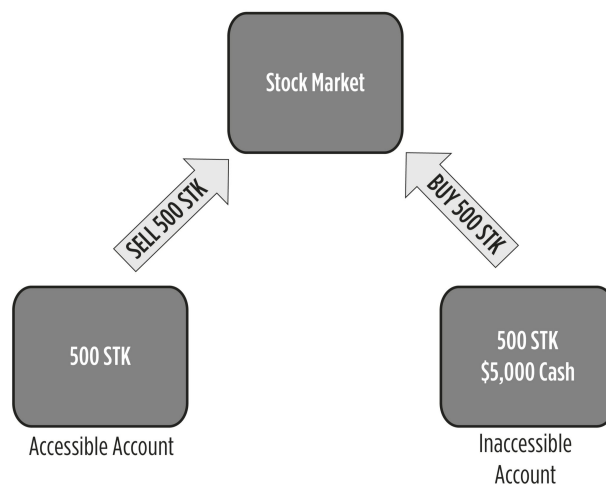 Stock Market
SELL 500 STK
BUY 500 STK
500 STK
500 STK
$5,000 Cash
Accessible Account
Inaccessible
Account